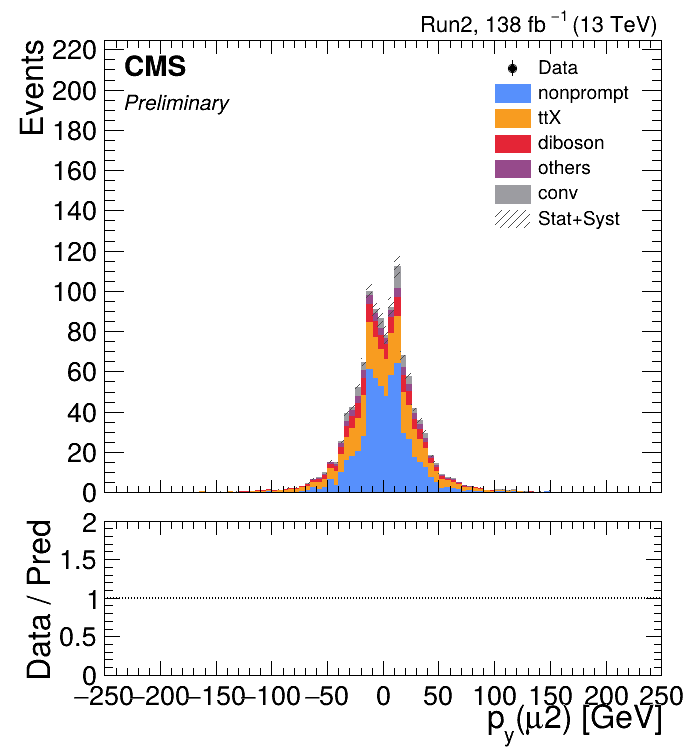 Run2, 138 fb⁻¹ (13 TeV)
CMS
Preliminary
Events
220
200
180
160
140
120
100
80
60
40
20
0
Data
nonprompt
ttX
diboson
others
conv
Stat+Syst
Data / Pred
2
1.5
1
0.5
0
−250 −200 −150 −100 −50 0 50 100 150 200 250
p_y(μ2) [GeV]